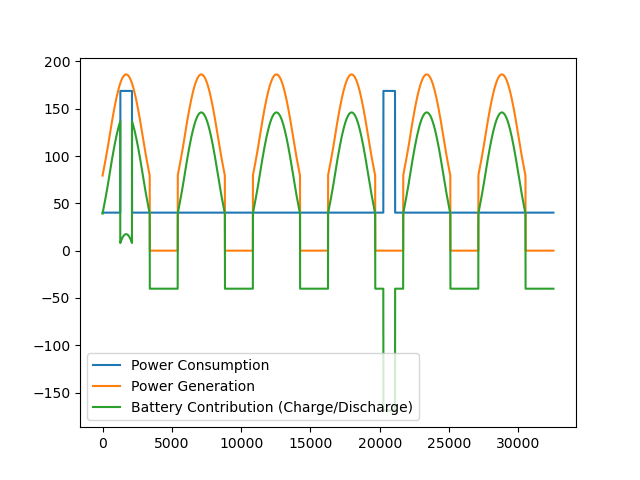 200
150
100
50
0
−50
−100
−150
Power Consumption
Power Generation
Battery Contribution (Charge/Discharge)
0 5000 10000 15000 20000 25000 30000